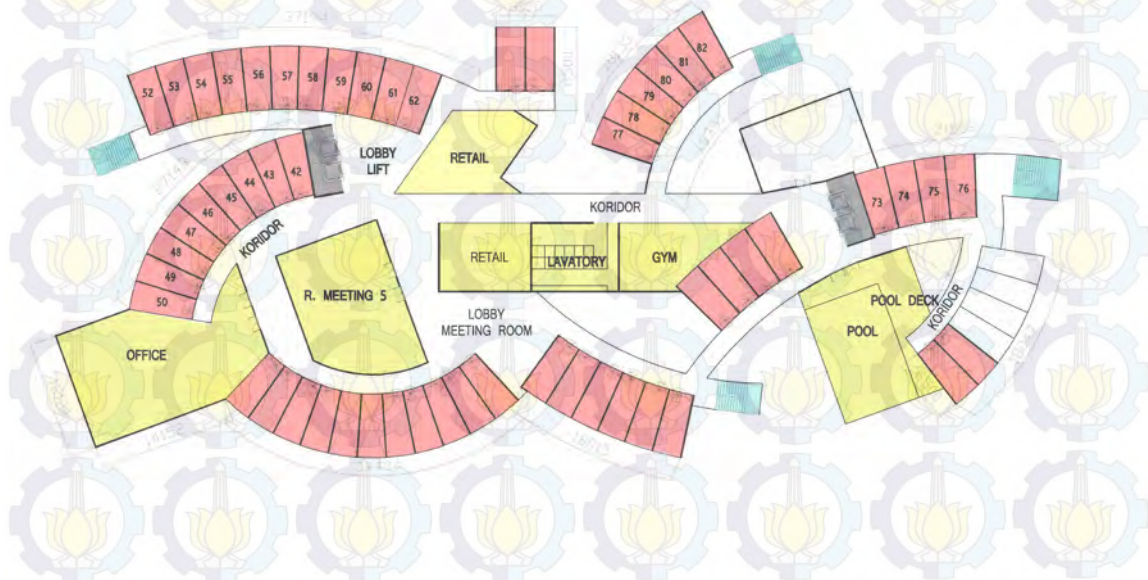 52
53
54
55
56
57
58
59
60
61
62
77
78
79
80
81
82
LOBBY
LIFT
RETAIL
42
43
44
45
46
47
48
49
50
KORIDOR
KORIDOR
73
74
75
76
RETAIL
LAVATORY
GYM
R. MEETING 5
LOBBY
MEETING ROOM
POOL DECK
POOL
KORIDOR
OFFICE